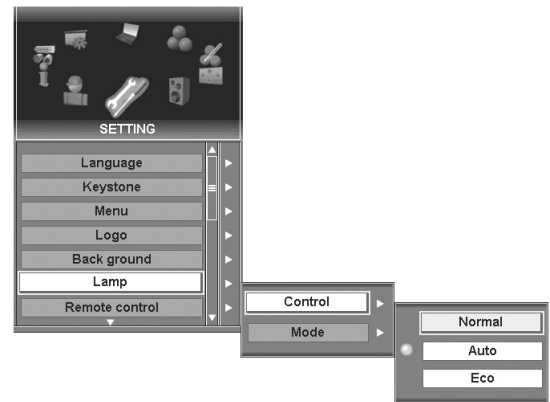 SETTING
Language
Keystone
Menu
Logo
Back ground
Lamp
Remote control
Control
Mode
Normal
Auto
Eco